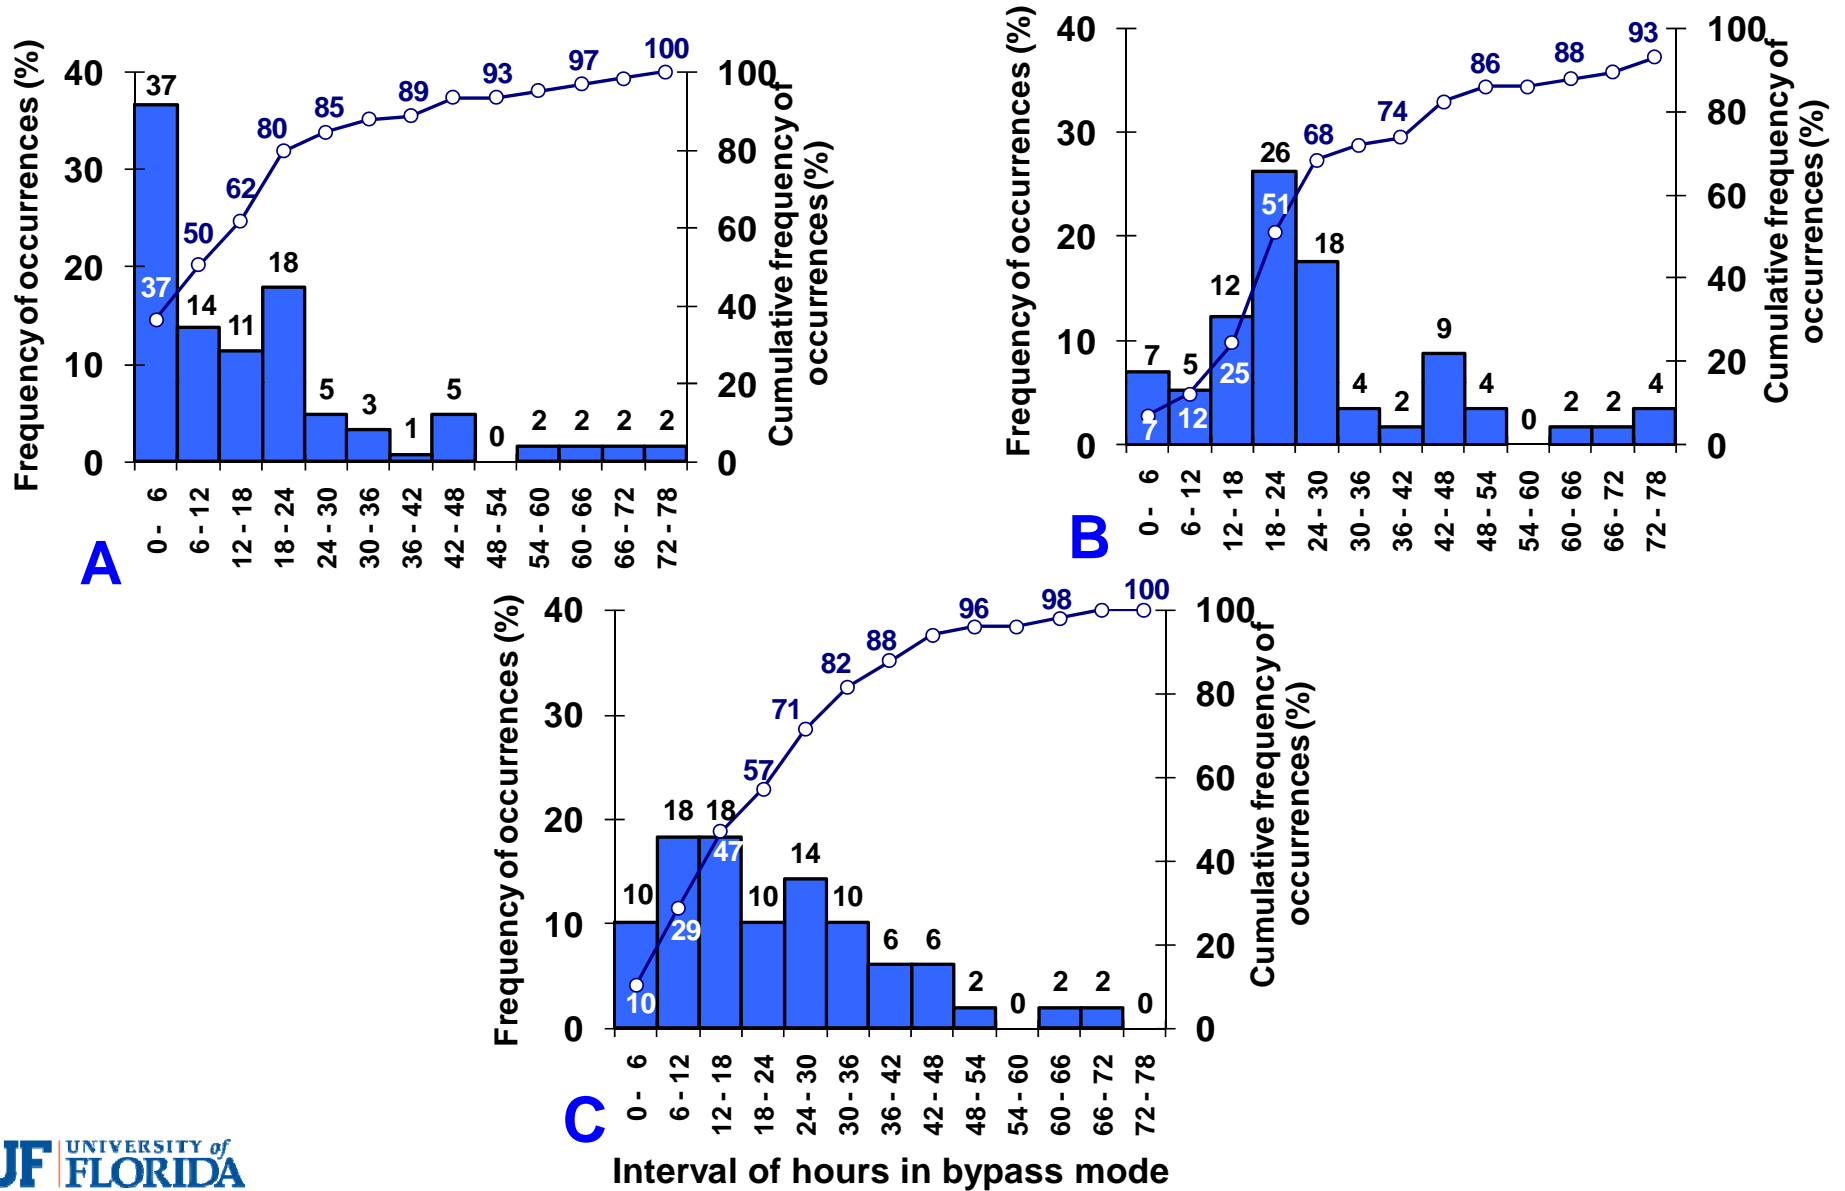 Frequency of occurrences (%)
40
30
20
10
0
37
14
11
18
5
3
1
5
0
2
2
2
2
37
50
62
80
85
89
93
97
100
100
80
60
40
20
0
Cumulative frequency of
occurrences (%)
0 - 6
6 - 12
12 - 18
18 - 24
24 - 30
30 - 36
36 - 42
42 - 48
48 - 54
54 - 60
60 - 66
66 - 72
72 - 78
A
Frequency of occurrences (%)
40
30
20
10
0
7
5
12
26
18
4
2
9
4
0
2
2
4
7
12
25
51
68
74
86
88
93
100
80
60
40
20
0
Cumulative frequency of
occurrences (%)
0 - 6
6 - 12
12 - 18
18 - 24
24 - 30
30 - 36
36 - 42
42 - 48
48 - 54
54 - 60
60 - 66
66 - 72
72 - 78
B
Frequency of occurrences (%)
40
30
20
10
0
10
18
18
10
14
10
6
6
2
0
2
2
0
10
29
47
57
71
82
88
96
98
100
100
80
60
40
20
0
Cumulative frequency of
occurrences (%)
0 - 6
6 - 12
12 - 18
18 - 24
24 - 30
30 - 36
36 - 42
42 - 48
48 - 54
54 - 60
60 - 66
66 - 72
72 - 78
C
Interval of hours in bypass mode
UF
UNIVERSITY of
FLORIDA